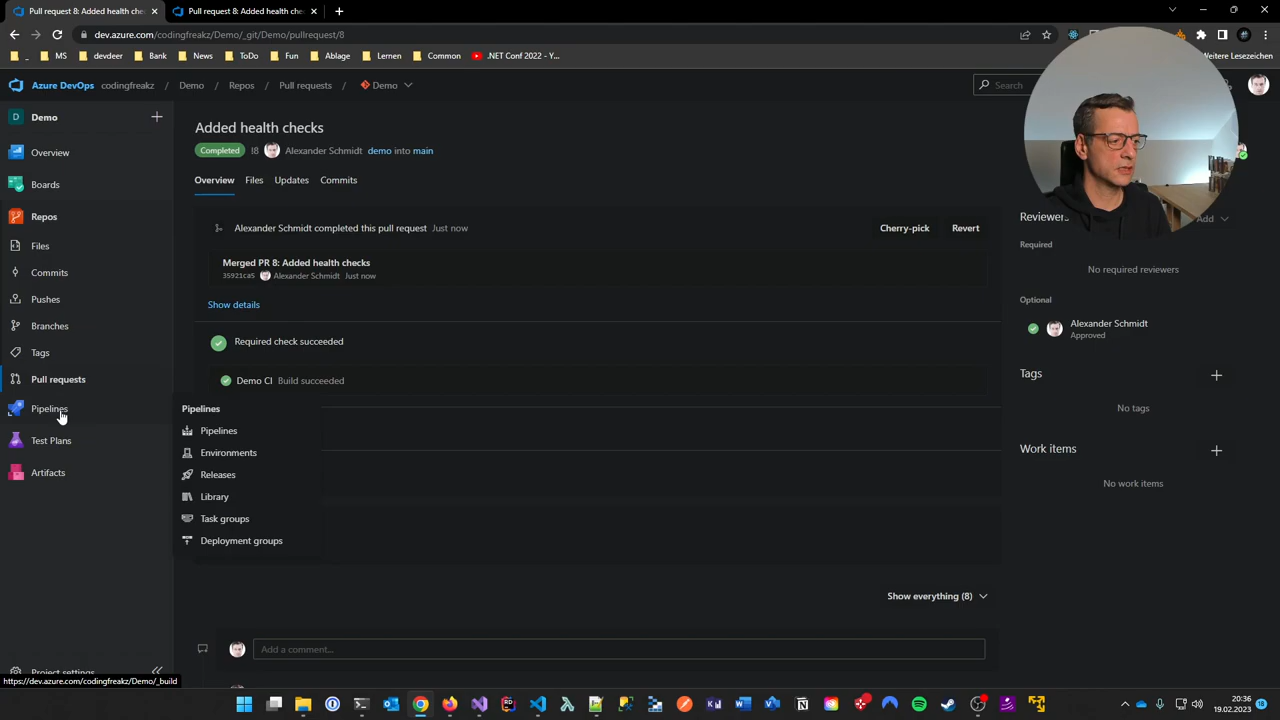 Pull request 8: Added health che
Pull request 8: Added health che
dev.azure.com/codingfreakz/Demo/_git/Demo/pullrequest/8
MS
devdeer
Bank
News
ToDo
Fun
Ablage
Lernen
Common
.NET Conf 2022 - Y...
Weitere Lesezeichen
Azure DevOps
codingfreakz / Demo / Repos / Pull requests / Demo
Search
D
Demo
Overview
Boards
Repos
Files
Commits
Pushes
Branches
Tags
Pull requests
Pipelines
Test Plans
Artifacts
Project settings
https://dev.azure.com/codingfreakz/Demo/_build
Added health checks
Completed
!8
Alexander Schmidt
demo into main
Overview
Files
Updates
Commits
Alexander Schmidt completed this pull request Just now
Cherry-pick
Revert
Merged PR 8: Added health checks
35921ca5 Alexander Schmidt Just now
Show details
Required check succeeded
Demo CI Build succeeded
Pipelines
Pipelines
Environments
Releases
Library
Task groups
Deployment groups
Show everything (8)
Add a comment...
Reviewers
Add
Required
No required reviewers
Optional
Alexander Schmidt
Approved
Tags
No tags
Work items
No work items
20:36
19.02.2023